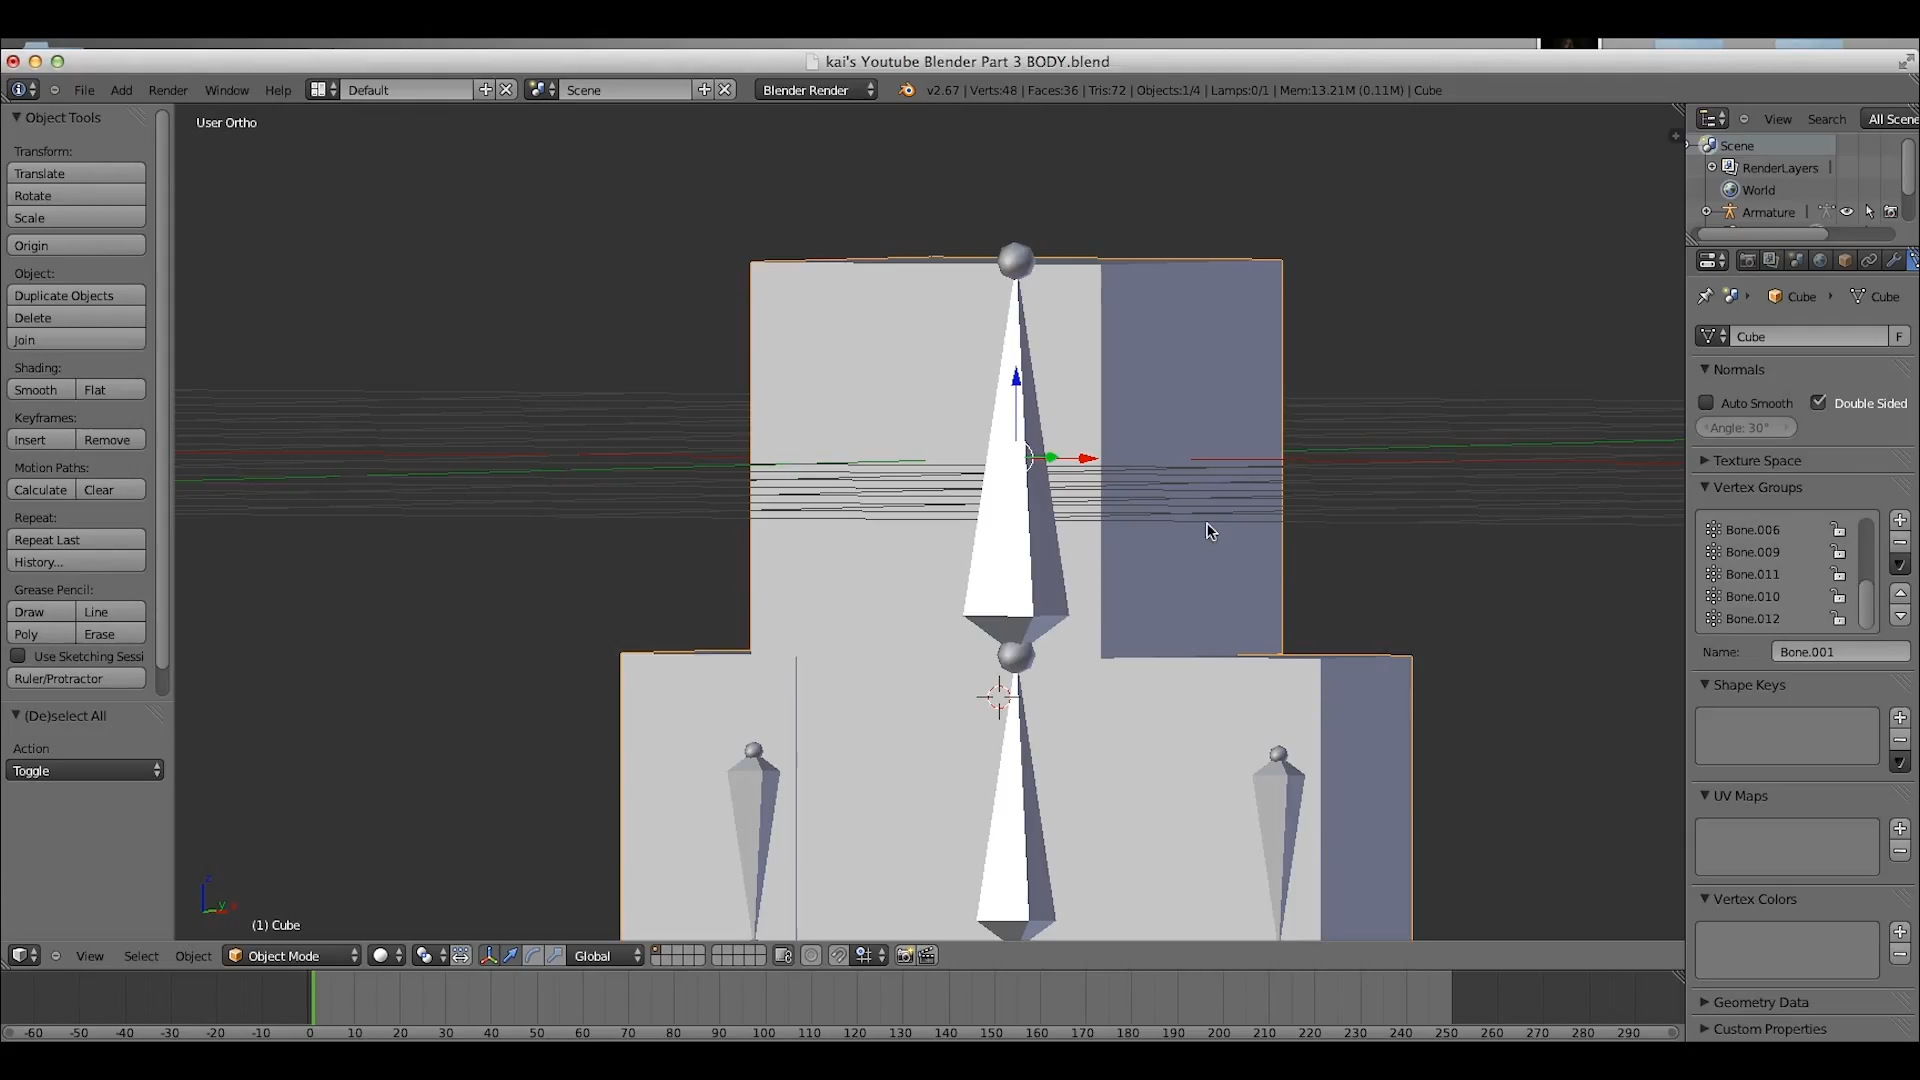 kai's Youtube Blender Part 3 BODY.blend
File Add Render Window Help Default Scene Blender Render v2.67 | Verts:48 | Faces:36 | Tris:72 | Objects:1/4 | Lamps:0/1 | Mem:13.21M (0.11M) | Cube
Object Tools
Transform:
Translate
Rotate
Scale
Origin
Object:
Duplicate Objects
Delete
Join
Shading:
Smooth Flat
Keyframes:
Insert Remove
Motion Paths:
Calculate Clear
Repeat:
Repeat Last
History...
Grease Pencil:
Draw Line
Poly Erase
Use Sketching Sessi
Ruler/Protractor
(De)select All
Action
Toggle
User Ortho
z
y
(1) Cube
View Select Object Object Mode Global
-60 -50 -40 -30 -20 -10 0 10 20 30 40 50 60 70 80 90 100 110 120 130 140 150 160 170 180 190 200 210 220 230 240 250 260 270 280 290
View Search All Scene
Scene
RenderLayers
World
Armature
Cube Cube
Cube F
Normals
Auto Smooth Double Sided
Angle: 30°
Texture Space
Vertex Groups
Bone.006
Bone.009
Bone.011
Bone.010
Bone.012
Name: Bone.001
Shape Keys
UV Maps
Vertex Colors
Geometry Data
Custom Properties